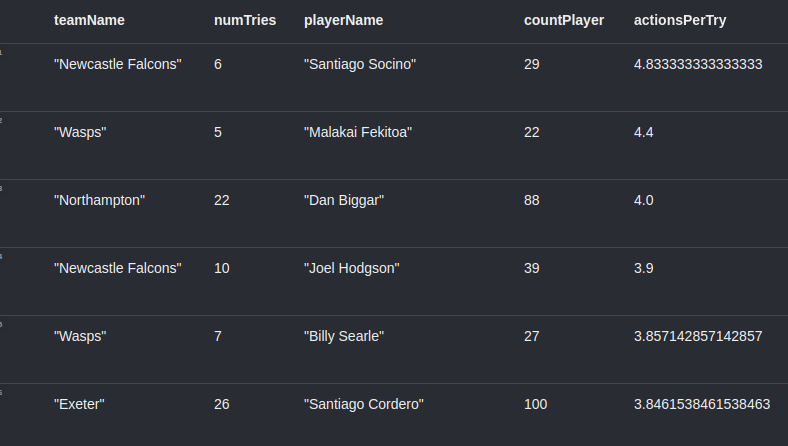 teamName numTries playerName countPlayer actionsPerTry
1
"Newcastle Falcons" 6 "Santiago Socino" 29 4.833333333333333
2
"Wasps" 5 "Malakai Fekitoa" 22 4.4
3
"Northampton" 22 "Dan Biggar" 88 4.0
4
"Newcastle Falcons" 10 "Joel Hodgson" 39 3.9
5
"Wasps" 7 "Billy Searle" 27 3.857142857142857
6
"Exeter" 26 "Santiago Cordero" 100 3.8461538461538463